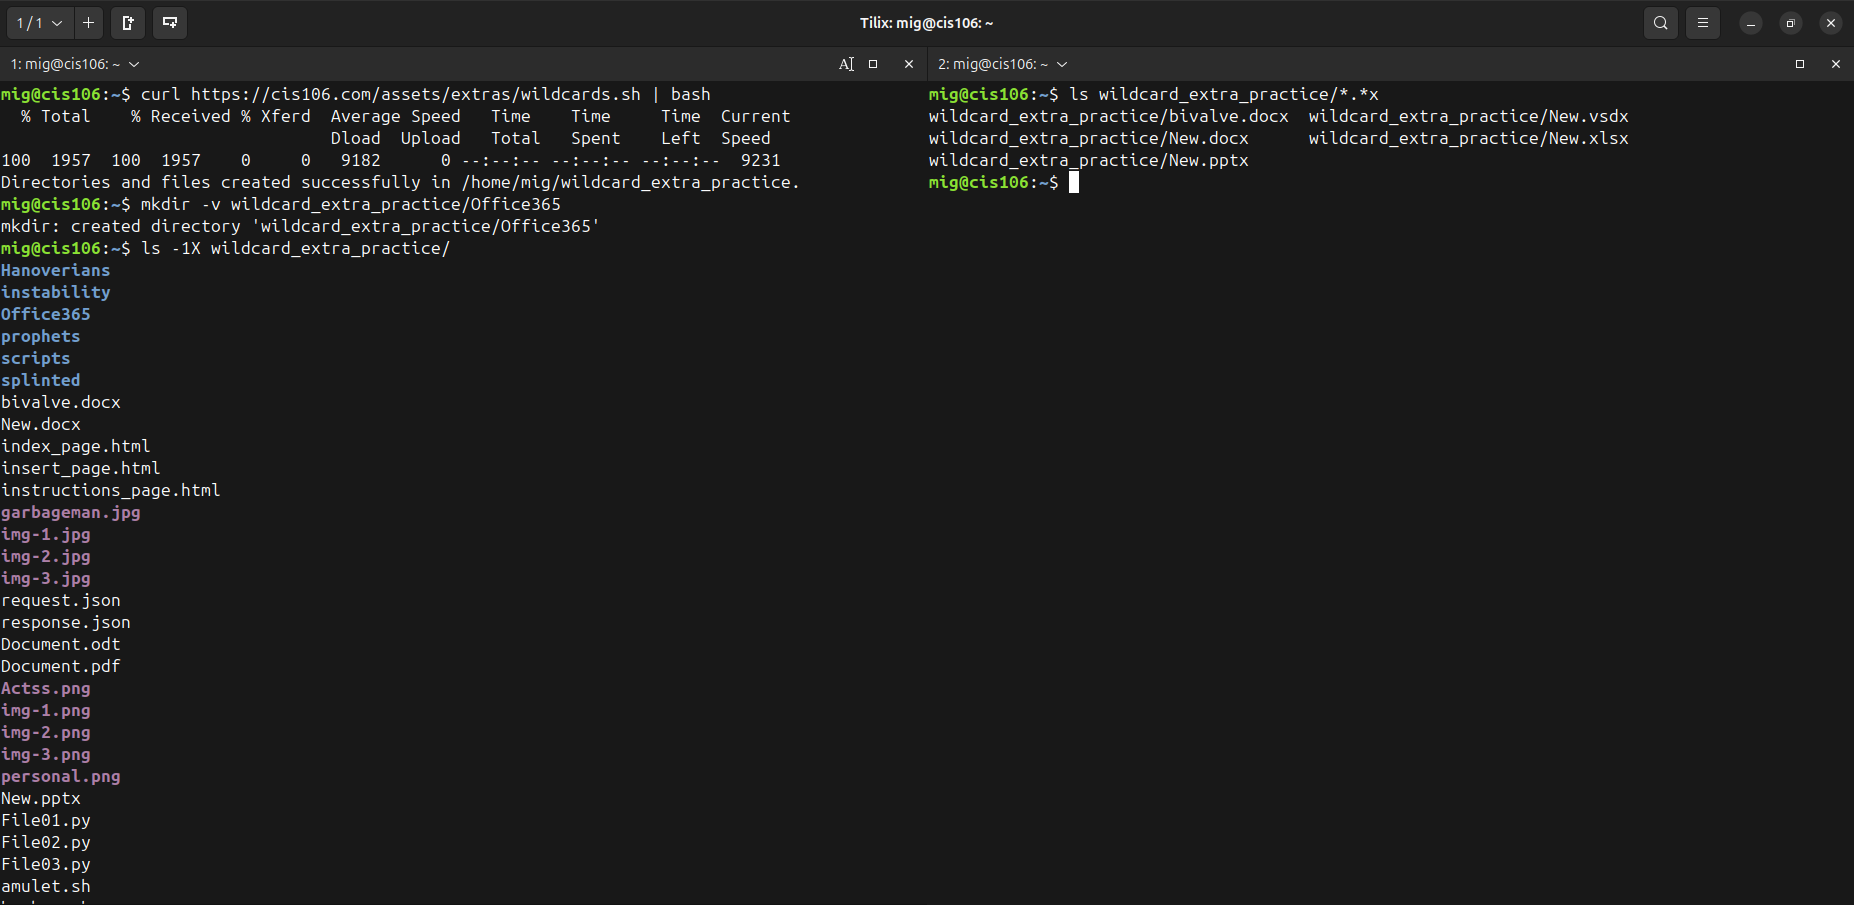 1 / 1
Tilix: mig@cis106: ~
1: mig@cis106: ~
mig@cis106:~$ curl https://cis106.com/assets/extras/wildcards.sh | bash
  % Total    % Received % Xferd  Average Speed   Time    Time     Time  Current
                                 Dload  Upload   Total   Spent    Left  Speed
100  1957  100  1957    0     0   9182      0 --:--:-- --:--:-- --:--:--  9231
Directories and files created successfully in /home/mig/wildcard_extra_practice.
mig@cis106:~$ mkdir -v wildcard_extra_practice/Office365
mkdir: created directory 'wildcard_extra_practice/Office365'
mig@cis106:~$ ls -1X wildcard_extra_practice/
Hanoverians
instability
Office365
prophets
scripts
splinted
bivalve.docx
New.docx
index_page.html
insert_page.html
instructions_page.html
garbageman.jpg
img-1.jpg
img-2.jpg
img-3.jpg
request.json
response.json
Document.odt
Document.pdf
Actss.png
img-1.png
img-2.png
img-3.png
personal.png
New.pptx
File01.py
File02.py
File03.py
amulet.sh
2: mig@cis106: ~
mig@cis106:~$ ls wildcard_extra_practice/*.*x
wildcard_extra_practice/bivalve.docx  wildcard_extra_practice/New.vsdx
wildcard_extra_practice/New.docx      wildcard_extra_practice/New.xlsx
wildcard_extra_practice/New.pptx
mig@cis106:~$